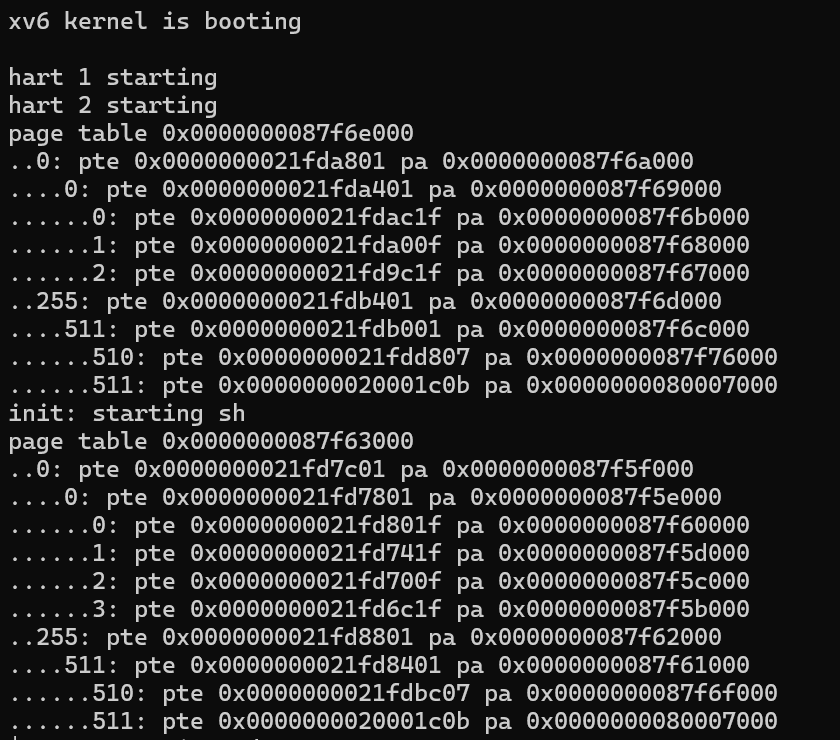 xv6 kernel is booting
hart 1 starting
hart 2 starting
page table 0x0000000087f6e000
..0: pte 0x0000000021fda801 pa 0x0000000087f6a000
....0: pte 0x0000000021fda401 pa 0x0000000087f69000
......0: pte 0x0000000021fdac1f pa 0x0000000087f6b000
......1: pte 0x0000000021fda00f pa 0x0000000087f68000
......2: pte 0x0000000021fd9c1f pa 0x0000000087f67000
..255: pte 0x0000000021fdb401 pa 0x0000000087f6d000
....511: pte 0x0000000021fdb001 pa 0x0000000087f6c000
......510: pte 0x0000000021fdd807 pa 0x0000000087f76000
......511: pte 0x0000000020001c0b pa 0x0000000080007000
init: starting sh
page table 0x0000000087f63000
..0: pte 0x0000000021fd7c01 pa 0x0000000087f5f000
....0: pte 0x0000000021fd7801 pa 0x0000000087f5e000
......0: pte 0x0000000021fd801f pa 0x0000000087f60000
......1: pte 0x0000000021fd741f pa 0x0000000087f5d000
......2: pte 0x0000000021fd700f pa 0x0000000087f5c000
......3: pte 0x0000000021fd6c1f pa 0x0000000087f5b000
..255: pte 0x0000000021fd8801 pa 0x0000000087f62000
....511: pte 0x0000000021fd8401 pa 0x0000000087f61000
......510: pte 0x0000000021fdbc07 pa 0x0000000087f6f000
......511: pte 0x0000000020001c0b pa 0x0000000080007000